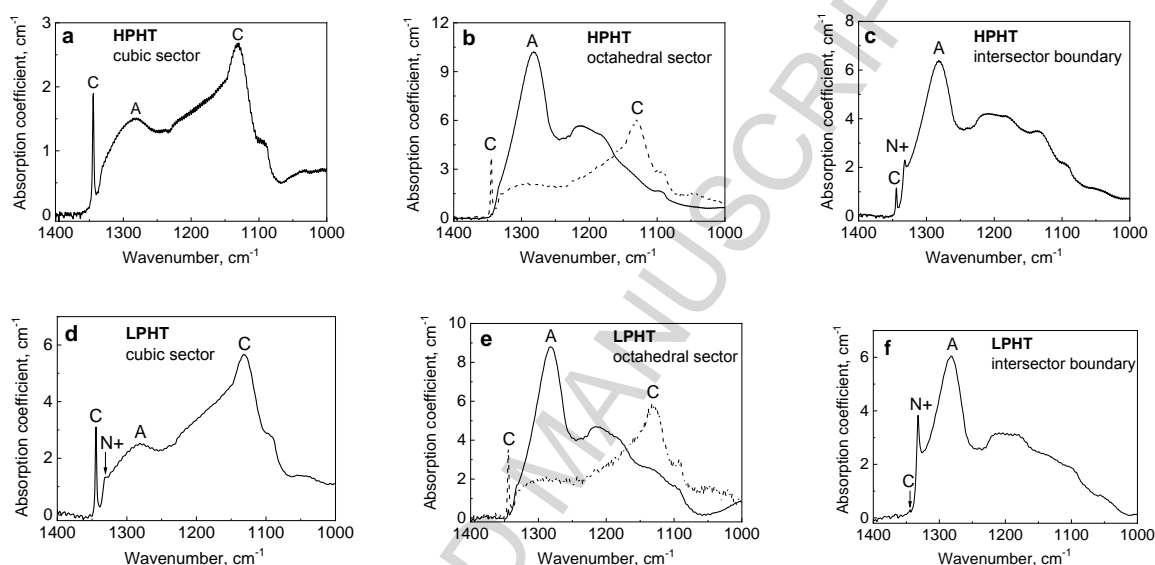 a HPHT
cubic sector
C
A
C
3
2
1
0
1400 1300 1200 1100 1000
Wavenumber, cm-1
Absorption coefficient, cm-1
b HPHT
octahedral sector
A
C
C
12
9
6
3
0
1400 1300 1200 1100 1000
Wavenumber, cm-1
Absorption coefficient, cm-1
c HPHT
intersector boundary
A
N+
C
8
6
4
2
0
1400 1300 1200 1100 1000
Wavenumber, cm-1
Absorption coefficient, cm-1
d LPHT
cubic sector
C
C
N+
A
6
4
2
0
1400 1300 1200 1100 1000
Wavenumber, cm-1
Absorption coefficient, cm-1
e LPHT
octahedral sector
A
C
C
10
8
6
4
2
0
1400 1300 1200 1100 1000
Wavenumber, cm-1
Absorption coefficient, cm-1
f LPHT
intersector boundary
A
N+
C
6
4
2
0
1400 1300 1200 1100 1000
Wavenumber, cm-1
Absorption coefficient, cm-1
D MANUSCRIP